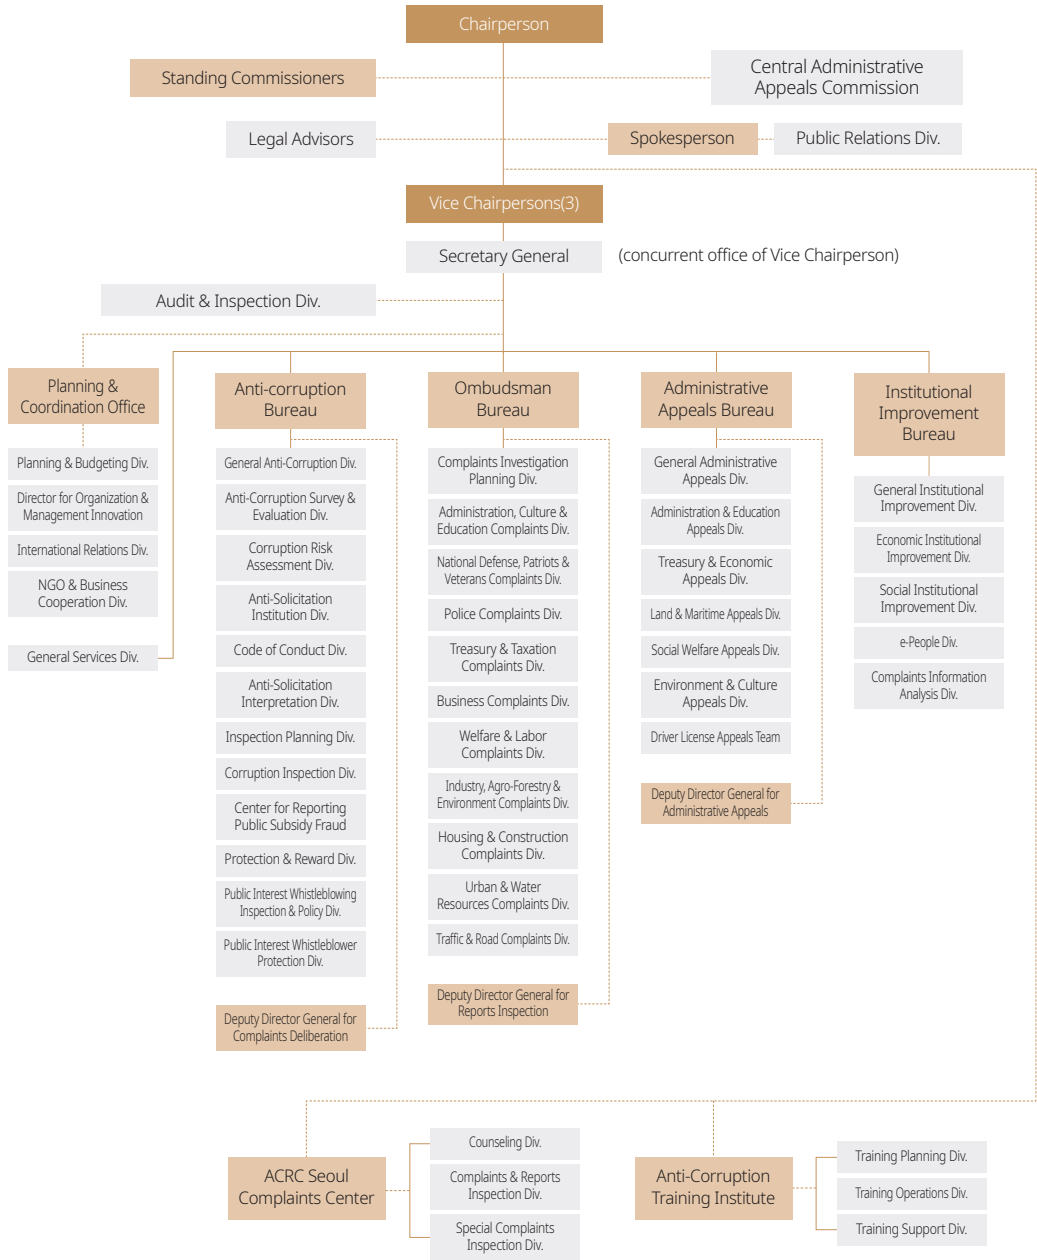 Chairperson
Standing Commissioners
Central Administrative
Appeals Commission
Legal Advisors
Spokesperson
Public Relations Div.
Vice Chairpersons(3)
Secretary General
(concurrent office of Vice Chairperson)
Audit & Inspection Div.
Planning &
Coordination Office
Planning & Budgeting Div.
Director for Organization &
Management Innovation
International Relations Div.
NGO & Business
Cooperation Div.
General Services Div.
Anti-corruption
Bureau
General Anti-Corruption Div.
Anti-Corruption Survey &
Evaluation Div.
Corruption Risk
Assessment Div.
Anti-Solicitation
Institution Div.
Code of Conduct Div.
Anti-Solicitation
Interpretation Div.
Inspection Planning Div.
Corruption Inspection Div.
Center for Reporting
Public Subsidy Fraud
Protection & Reward Div.
Public Interest Whistleblowing
Inspection & Policy Div.
Public Interest Whistleblower
Protection Div.
Deputy Director General for
Complaints Deliberation
Ombudsman
Bureau
Complaints Investigation
Planning Div.
Administration, Culture &
Education Complaints Div.
National Defense, Patriots &
Veterans Complaints Div.
Police Complaints Div.
Treasury & Taxation
Complaints Div.
Business Complaints Div.
Welfare & Labor
Complaints Div.
Industry, Agro-Forestry &
Environment Complaints Div.
Housing & Construction
Complaints Div.
Urban & Water
Resources Complaints Div.
Traffic & Road Complaints Div.
Deputy Director General for
Reports Inspection
Administrative
Appeals Bureau
General Administrative
Appeals Div.
Administration & Education
Appeals Div.
Treasury & Economic
Appeals Div.
Land & Maritime Appeals Div.
Social Welfare Appeals Div.
Environment & Culture
Appeals Div.
Driver License Appeals Team
Deputy Director General for
Administrative Appeals
Institutional
Improvement
Bureau
General Institutional
Improvement Div.
Economic Institutional
Improvement Div.
Social Institutional
Improvement Div.
e-People Div.
Complaints Information
Analysis Div.
ACRC Seoul
Complaints Center
Counseling Div.
Complaints & Reports
Inspection Div.
Special Complaints
Inspection Div.
Anti-Corruption
Training Institute
Training Planning Div.
Training Operations Div.
Training Support Div.